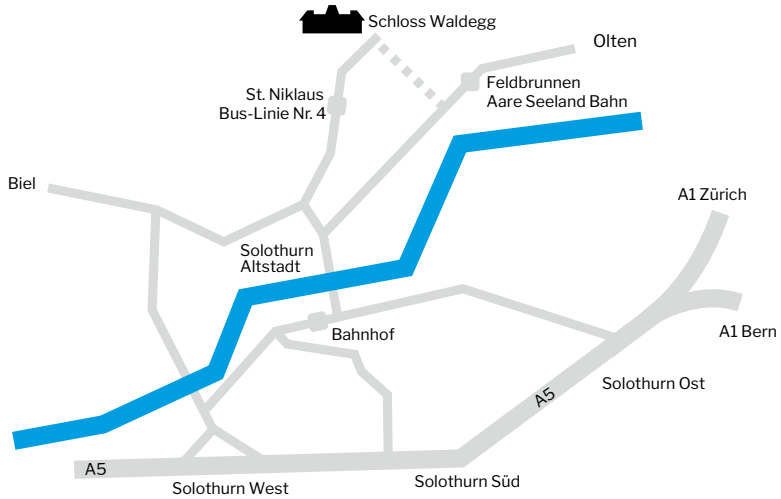 Schloss Waldegg
Olten
Feldbrunnen
Aare Seeland Bahn
St. Niklaus
Bus-Linie Nr. 4
Biel
A1 Zürich
Solothurn
Altstadt
Bahnhof
A1 Bern
Solothurn Ost
A5
A5
Solothurn West
Solothurn Süd